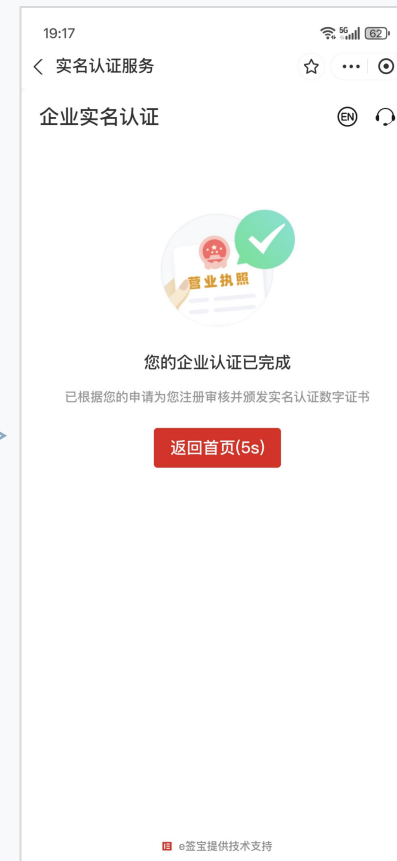 19:17
5G
62
实名认证服务
企业实名认证
EN
营业执照
您的企业认证已完成
已根据您的申请为您注册审核并颁发实名认证数字证书
返回首页(5s)
e签宝提供技术支持